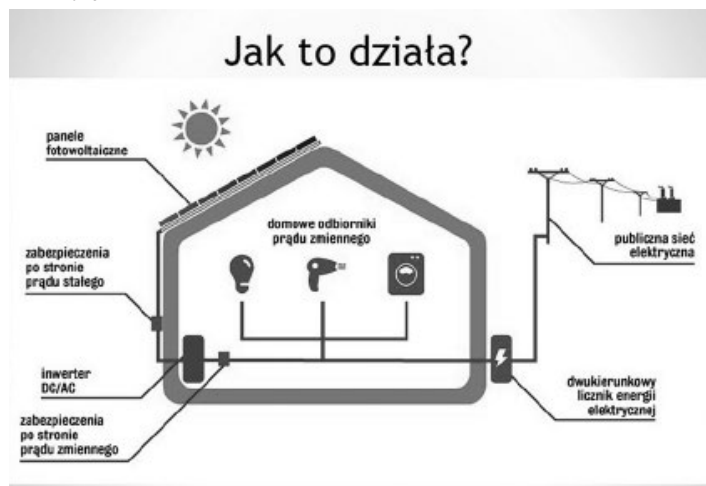 Jak to działa?
panele
fotowoltaiczne
domowe odbiorniki
prądu zmiennego
publiczna sieć
elektryczna
zabezpieczenia
po stronie
prądu stałego
inwerter
DC/AC
dwukierunkowy
licznik energii
elektrycznej
zabezpieczenia
po stronie
prądu zmiennego